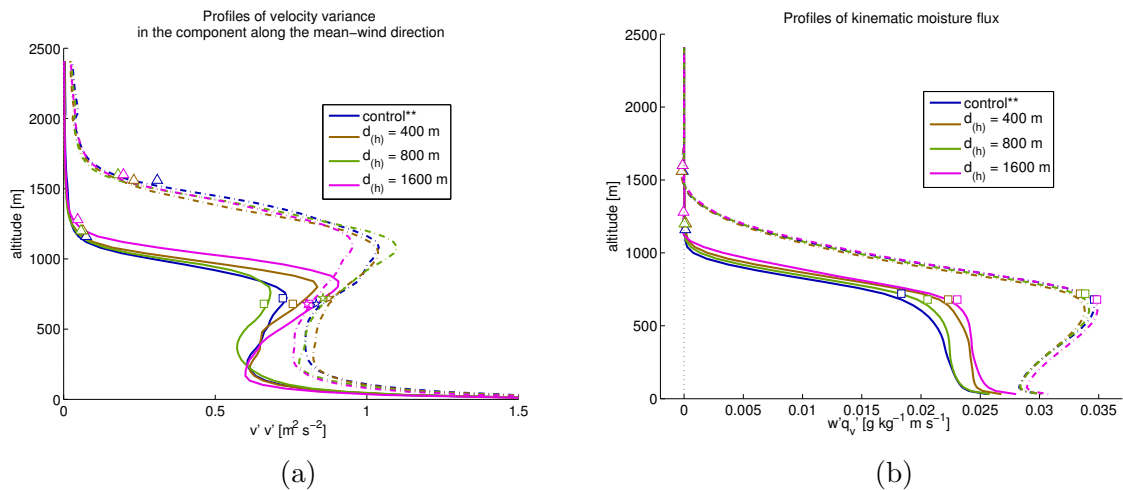 Profiles of velocity variance
in the component along the mean−wind direction
2500
2000
1500
1000
500
0
altitude [m]
control**
d(h) = 400 m
d(h) = 800 m
d(h) = 1600 m
0 0.5 1 1.5
v' v' [m² s⁻²]
(a)
Profiles of kinematic moisture flux
2500
2000
1500
1000
500
0
altitude [m]
control**
d(h) = 400 m
d(h) = 800 m
d(h) = 1600 m
0 0.005 0.01 0.015 0.02 0.025 0.03 0.035
w'qv' [g kg⁻¹ m s⁻¹]
(b)